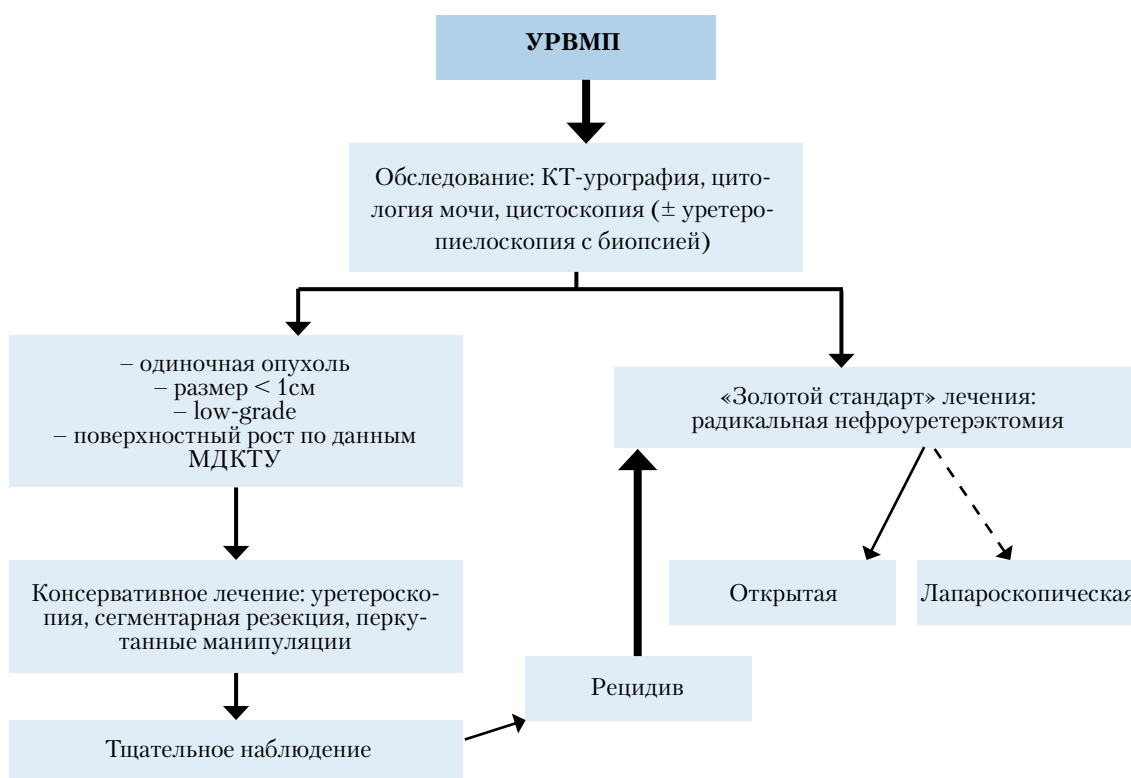 УРВМП
Обследование: КТ-урография, цито-
логия мочи, цистоскопия (± уретеро-
пиелоскопия с биопсией)
– одиночная опухоль
– размер < 1см
– low-grade
– поверхностный рост по данным
МДКТУ
«Золотой стандарт» лечения:
радикальная нефроуретерэктомия
Консервативное лечение: уретероско-
пия, сегментарная резекция, перку-
танные манипуляции
Открытая
Лапароскопическая
Рецидив
Тщательное наблюдение